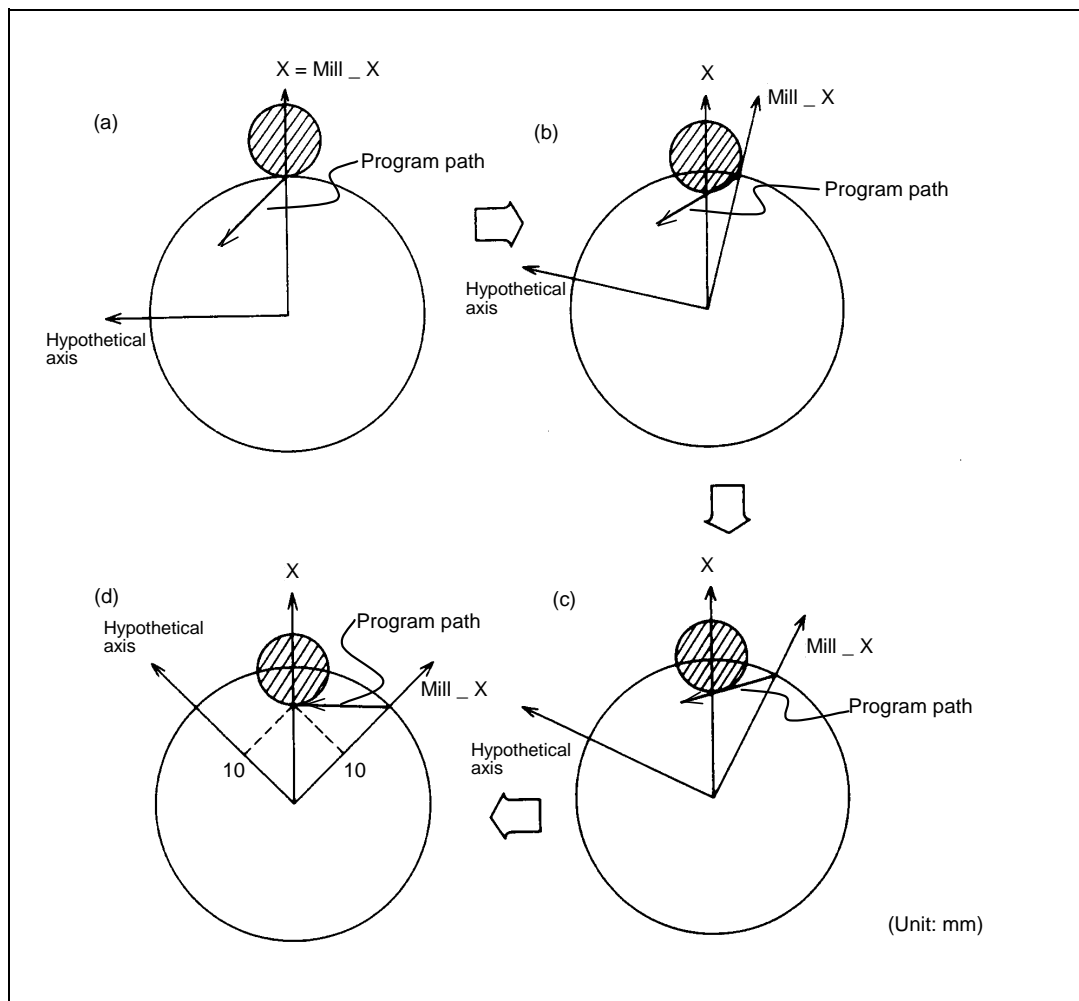 X = Mill _ X
(a)
Program path
Hypothetical
axis
X
Mill _ X
(b)
Program path
Hypothetical
axis
X
(c)
Mill _ X
Program path
Hypothetical
axis
X
(d)
Program path
Hypothetical
axis
Mill _ X
10
10
(Unit: mm)